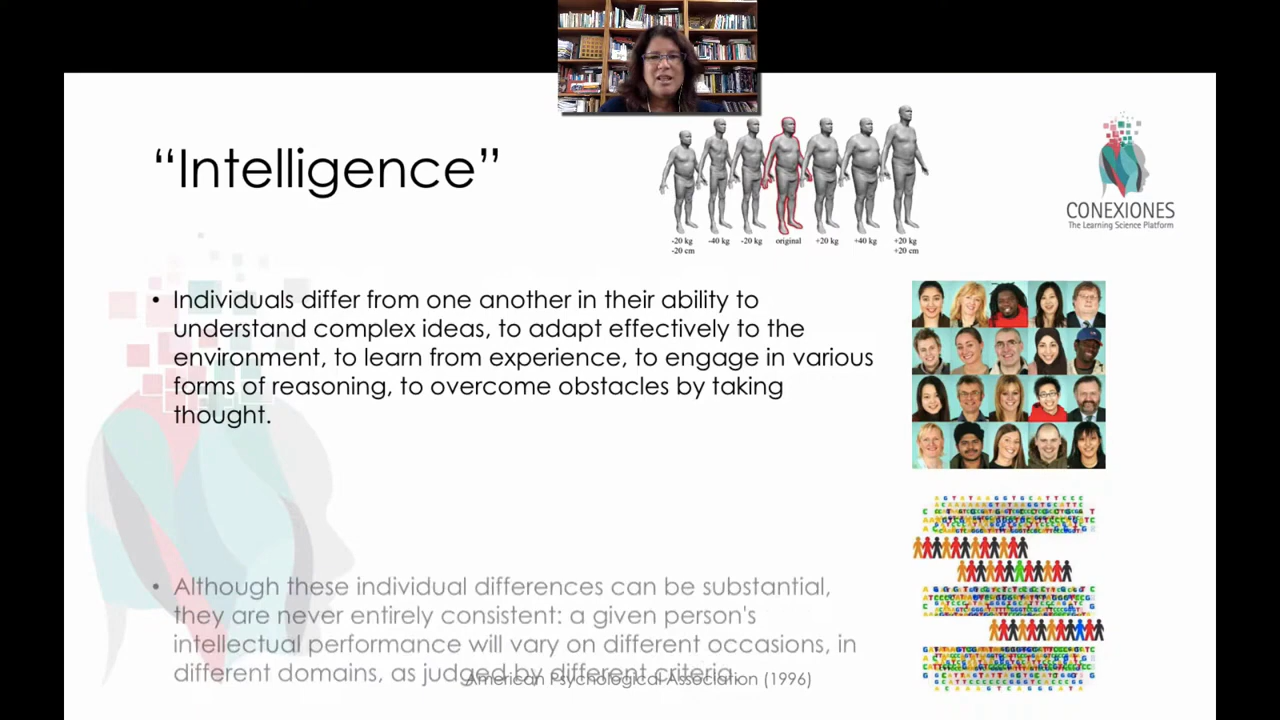 “Intelligence”
-20 kg
-20 cm
-40 kg
-20 kg
original
+20 kg
+40 kg
+20 kg
+20 cm
CONEXIONES
The Learning Science Platform
• Individuals differ from one another in their ability to
understand complex ideas, to adapt effectively to the
environment, to learn from experience, to engage in various
forms of reasoning, to overcome obstacles by taking
thought.
• Although these individual differences can be substantial,
they are never entirely consistent: a given person's
intellectual performance will vary on different occasions, in
different domains, as judged by different criteria.
American Psychological Association (1996)